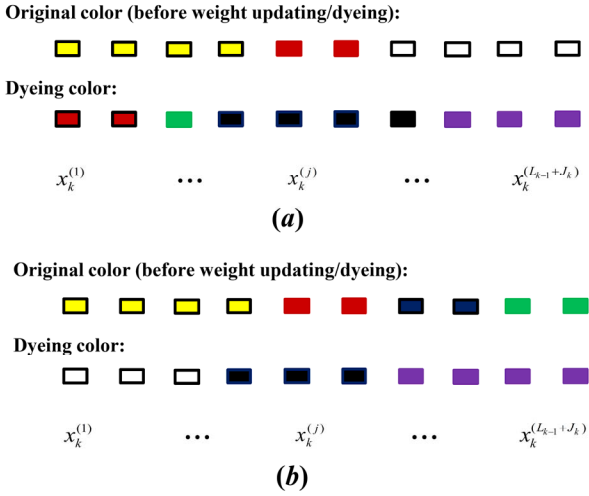 Original color (before weight updating/dyeing):
Dyeing color:
x_k^{(1)} ... x_k^{(j)} ... x_k^{(L_{k-1}+J_k)}
(a)
Original color (before weight updating/dyeing):
Dyeing color:
x_k^{(1)} ... x_k^{(j)} ... x_k^{(L_{k-1}+J_k)}
(b)